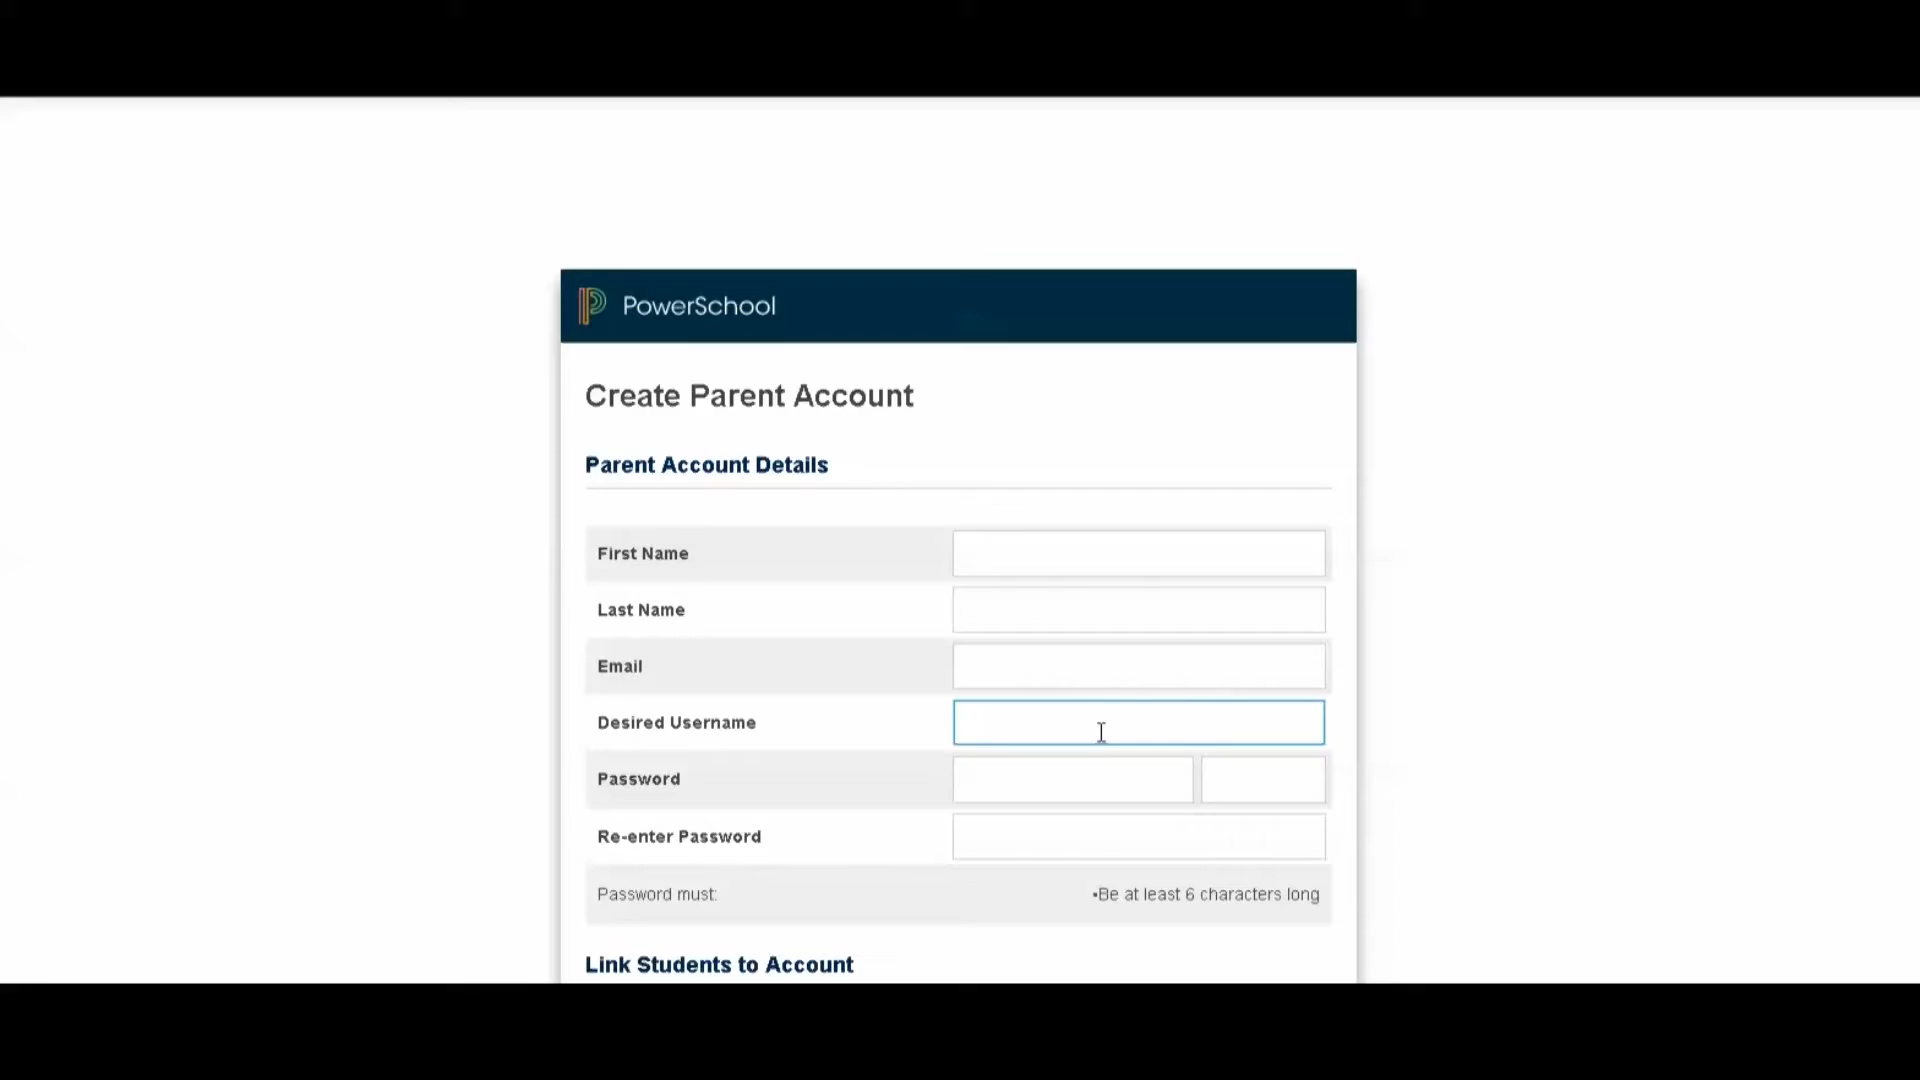 PowerSchool
Create Parent Account
Parent Account Details
First Name
Last Name
Email
Desired Username
Password
Re-enter Password
Password must: •Be at least 6 characters long
Link Students to Account